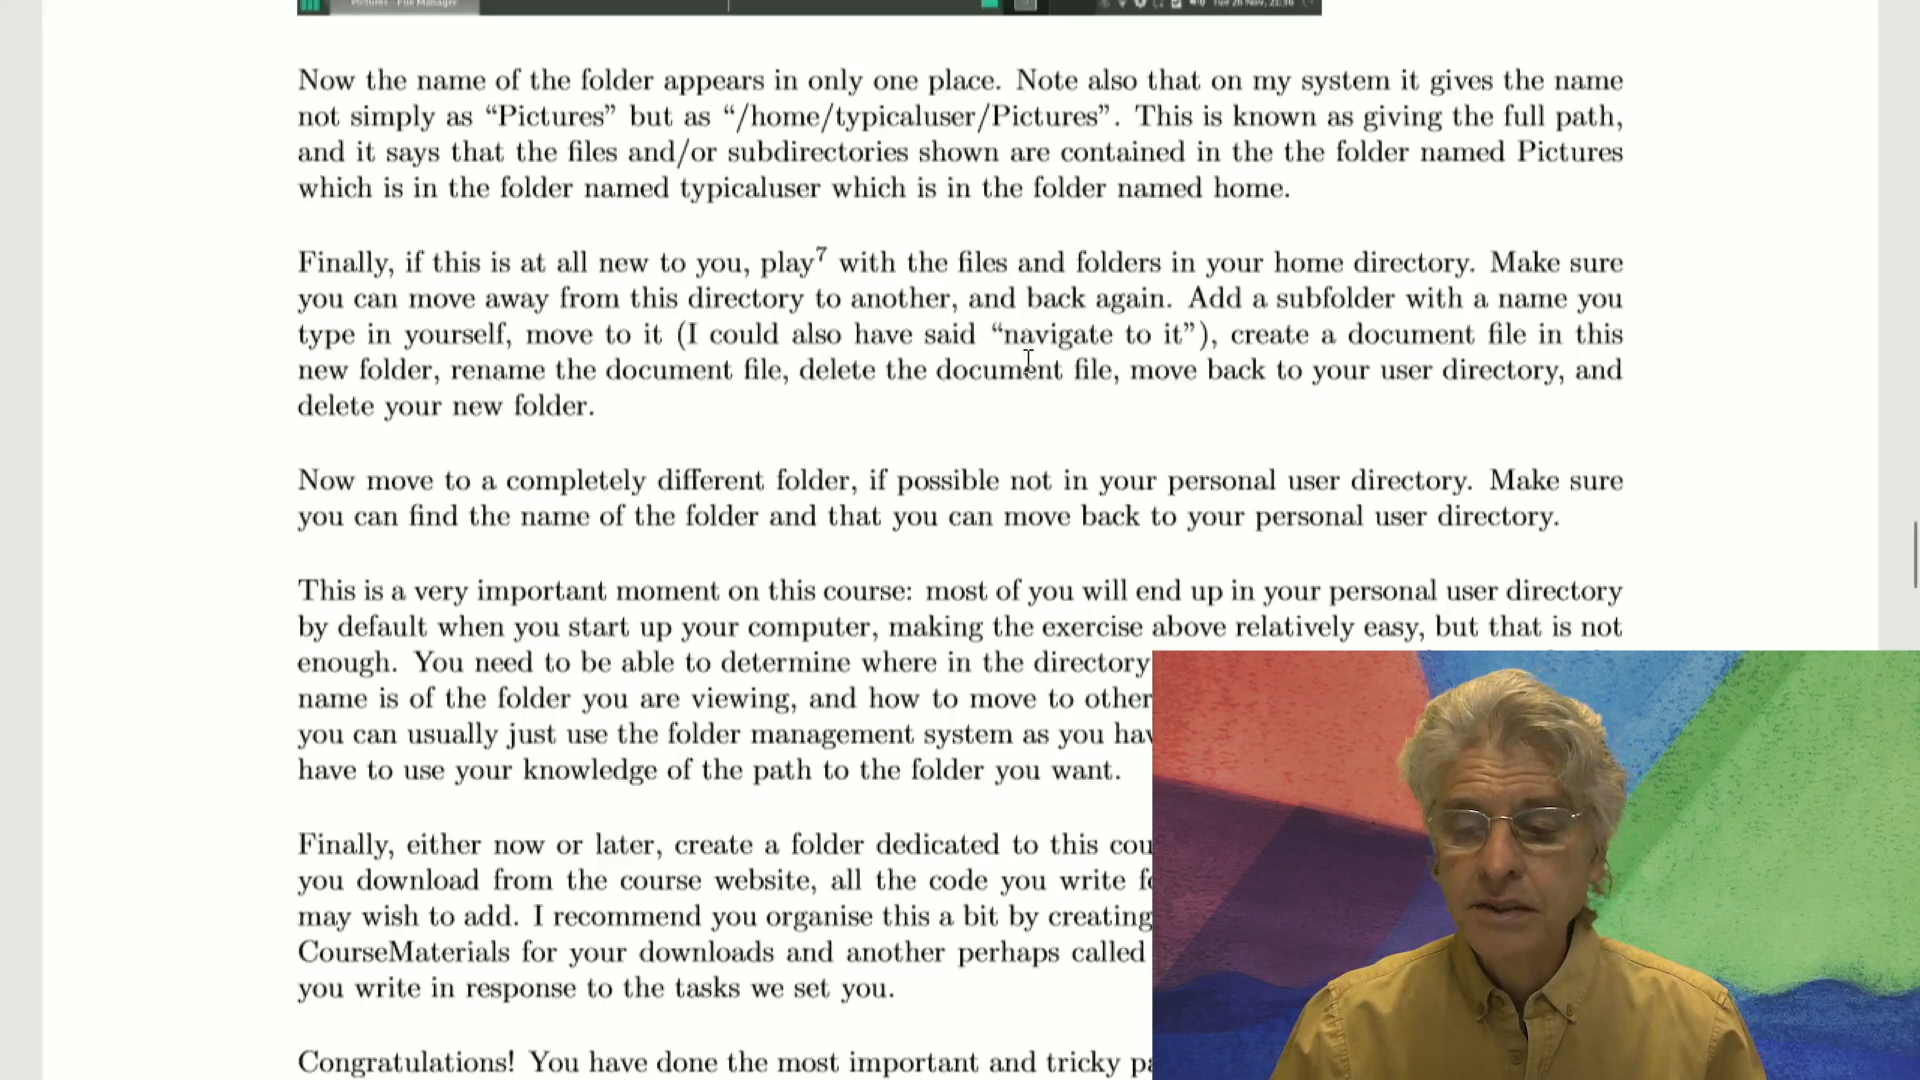 Pictures - File Manager
Tue 26 Nov, 21:36
Now the name of the folder appears in only one place. Note also that on my system it gives the name
not simply as “Pictures” but as “/home/typicaluser/Pictures”. This is known as giving the full path,
and it says that the files and/or subdirectories shown are contained in the the folder named Pictures
which is in the folder named typicaluser which is in the folder named home.
Finally, if this is at all new to you, play7 with the files and folders in your home directory. Make sure
you can move away from this directory to another, and back again. Add a subfolder with a name you
type in yourself, move to it (I could also have said “navigate to it”), create a document file in this
new folder, rename the document file, delete the document file, move back to your user directory, and
delete your new folder.
Now move to a completely different folder, if possible not in your personal user directory. Make sure
you can find the name of the folder and that you can move back to your personal user directory.
This is a very important moment on this course: most of you will end up in your personal user directory
by default when you start up your computer, making the exercise above relatively easy, but that is not
enough. You need to be able to determine where in the directory
name is of the folder you are viewing, and how to move to other
you can usually just use the folder management system as you
have to use your knowledge of the path to the folder you want.
Finally, either now or later, create a folder dedicated to this
you download from the course website, all the code you write
may wish to add. I recommend you organise this a bit by creating
CourseMaterials for your downloads and another perhaps called
you write in response to the tasks we set you.
Congratulations! You have done the most important and tricky